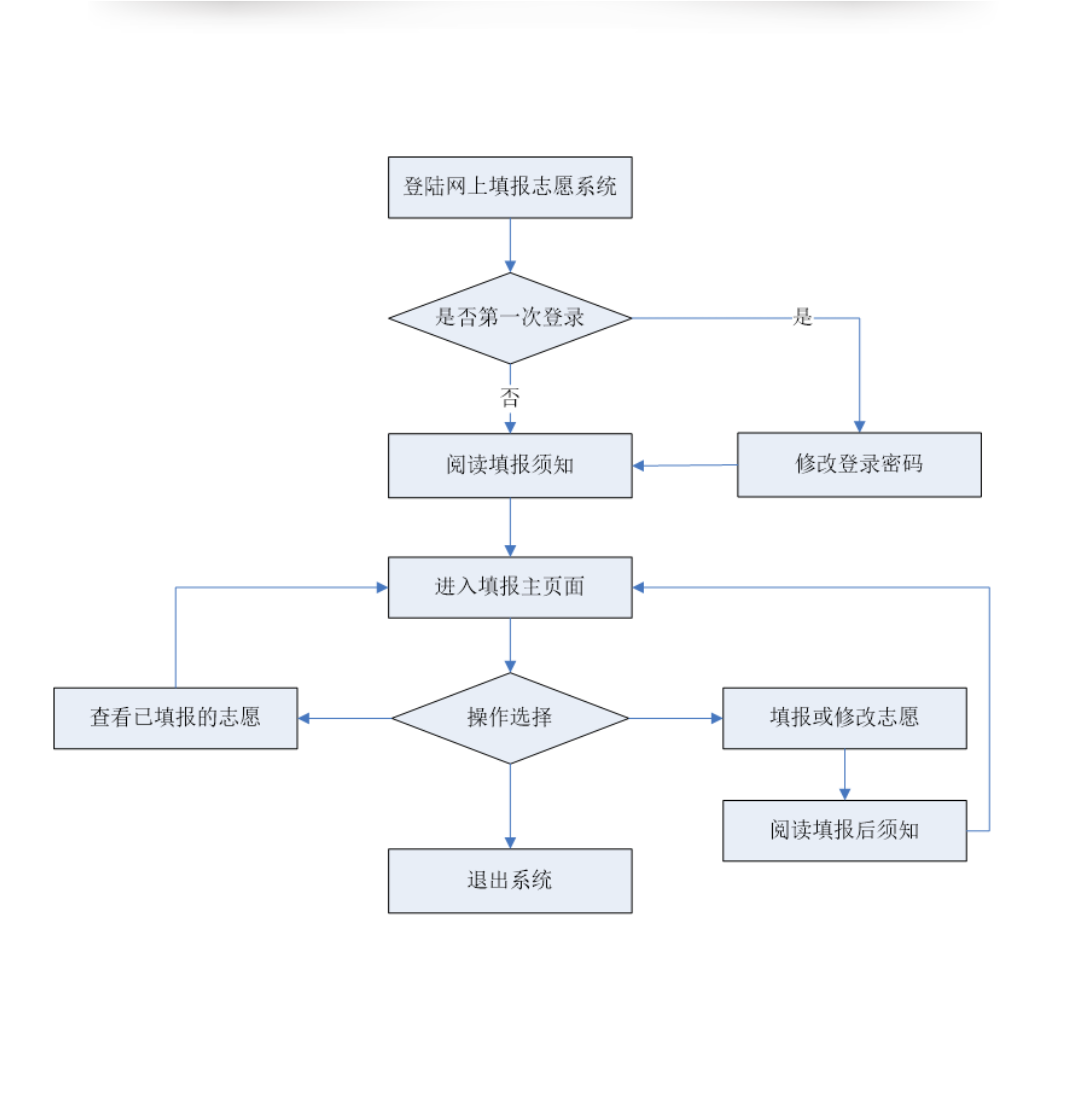 登陆网上填报志愿系统
是否第一次登录
是
否
阅读填报须知
修改登录密码
进入填报主页面
查看已填报的志愿
操作选择
填报或修改志愿
阅读填报后须知
退出系统